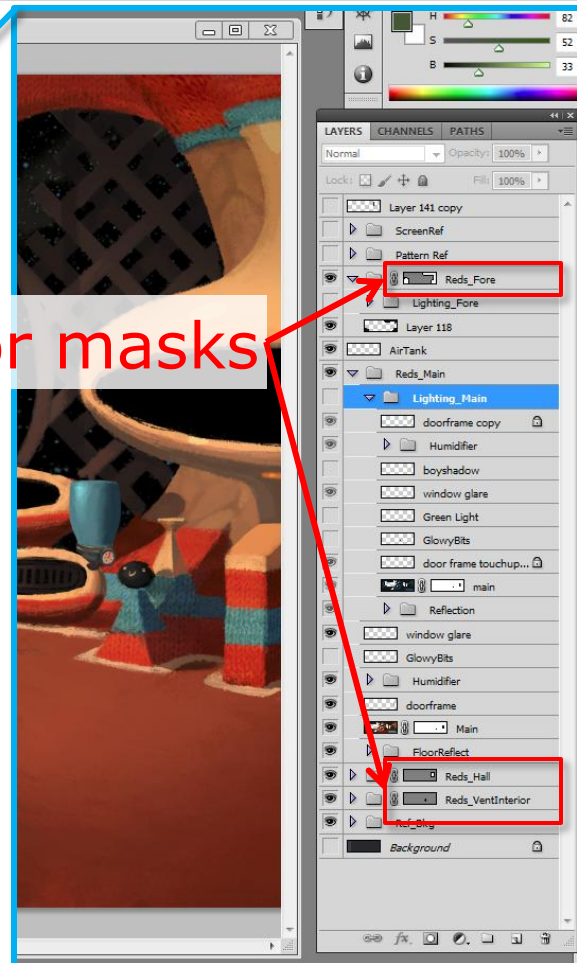 H 82
S 52
B 33
LAYERS CHANNELS PATHS
Normal Opacity: 100%
Lock: Fill: 100%
Layer 141 copy
ScreenRef
Pattern Ref
Reds_Fore
Lighting_Fore
or masks
Layer 118
AirTank
Reds_Main
Lighting_Main
doorframe copy
Humidifier
boyshadow
window glare
Green Light
GlowyBits
door frame touchup...
main
Reflection
window glare
GlowyBits
Humidifier
doorframe
Main
FloorReflect
Reds_Hall
Reds_VentInterior
Ref_Bkg
Background
fx.